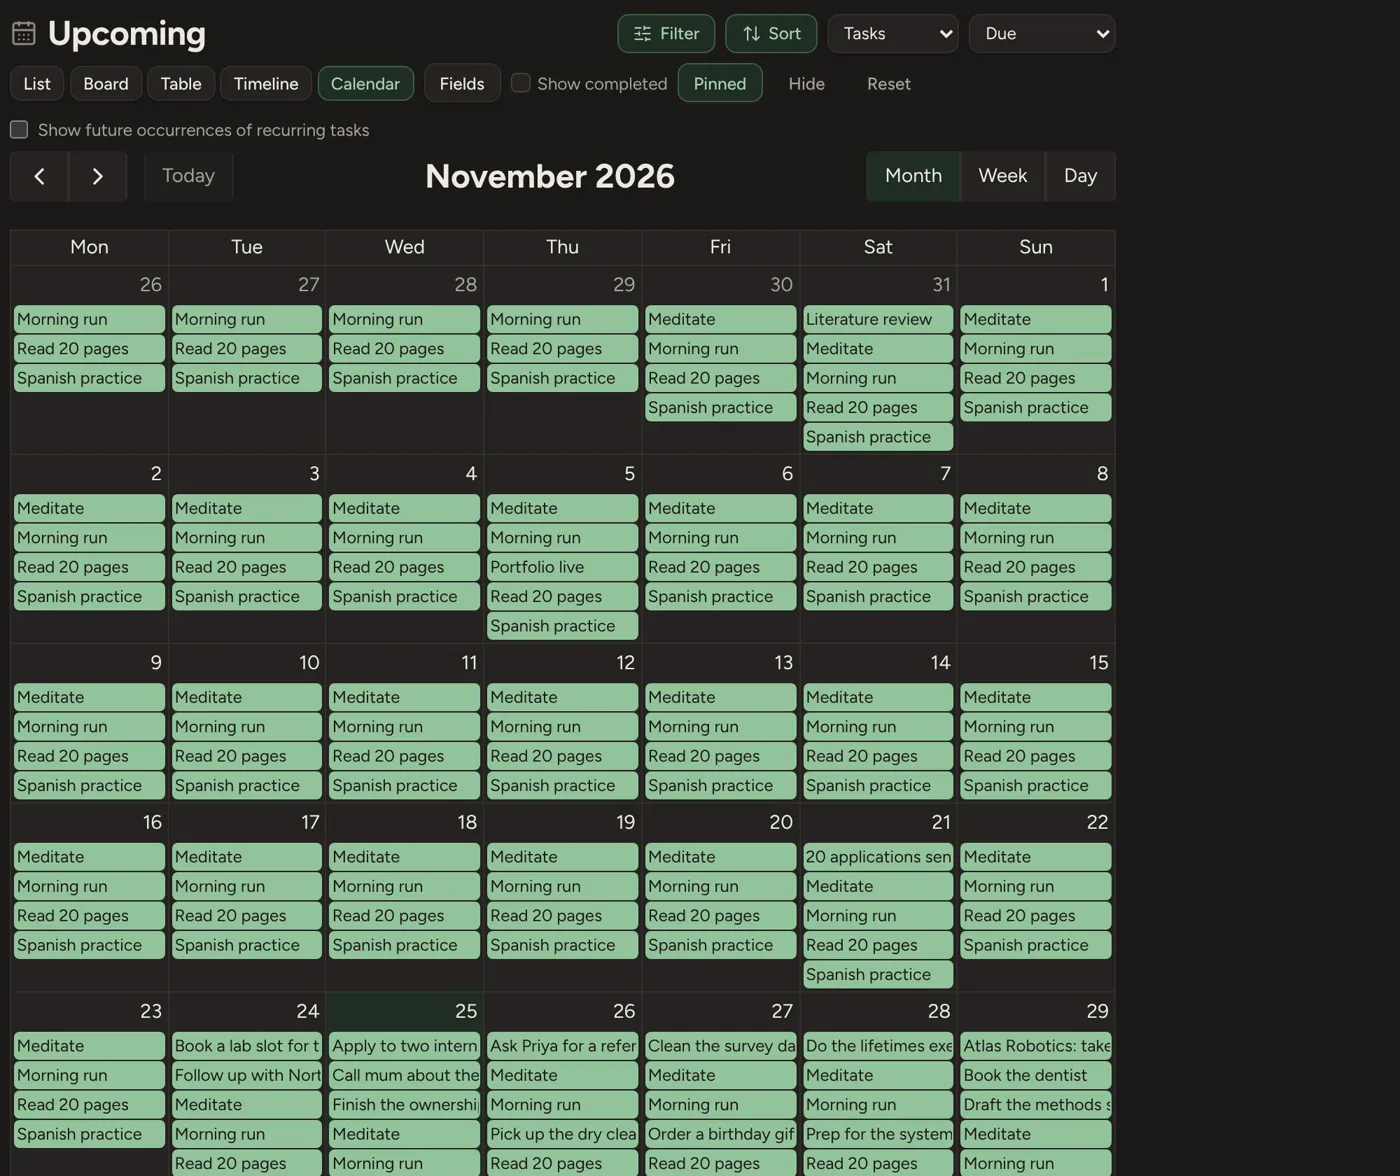 Upcoming
Filter Sort Tasks Due
List Board Table Timeline Calendar Fields Show completed Pinned Hide Reset
Show future occurrences of recurring tasks
Today November 2026 Month Week Day
Mon Tue Wed Thu Fri Sat Sun
26 27 28 29 30 31 1
Morning run Morning run Morning run Morning run Meditate Literature review Meditate
Read 20 pages Read 20 pages Read 20 pages Read 20 pages Morning run Meditate Morning run
Spanish practice Spanish practice Spanish practice Spanish practice Read 20 pages Morning run Read 20 pages
Spanish practice Read 20 pages Spanish practice
Spanish practice
2 3 4 5 6 7 8
Meditate Meditate Meditate Meditate Meditate Meditate Meditate
Morning run Morning run Morning run Morning run Morning run Morning run Morning run
Read 20 pages Read 20 pages Read 20 pages Portfolio live Read 20 pages Read 20 pages Read 20 pages
Spanish practice Spanish practice Spanish practice Read 20 pages Spanish practice Spanish practice Spanish practice
Spanish practice
9 10 11 12 13 14 15
Meditate Meditate Meditate Meditate Meditate Meditate Meditate
Morning run Morning run Morning run Morning run Morning run Morning run Morning run
Read 20 pages Read 20 pages Read 20 pages Read 20 pages Read 20 pages Read 20 pages Read 20 pages
Spanish practice Spanish practice Spanish practice Spanish practice Spanish practice Spanish practice Spanish practice
16 17 18 19 20 21 22
Meditate Meditate Meditate Meditate Meditate 20 applications sen Meditate
Morning run Morning run Morning run Morning run Morning run Meditate Morning run
Read 20 pages Read 20 pages Read 20 pages Read 20 pages Read 20 pages Morning run Read 20 pages
Spanish practice Spanish practice Spanish practice Spanish practice Spanish practice Read 20 pages Spanish practice
Spanish practice
23 24 25 26 27 28 29
Meditate Book a lab slot for t Apply to two intern Ask Priya for a refer Clean the survey da Do the lifetimes exe Atlas Robotics: take
Morning run Follow up with Nort Call mum about the Meditate Meditate Meditate Book the dentist
Read 20 pages Meditate Finish the ownershi Morning run Morning run Morning run Draft the methods s
Spanish practice Morning run Meditate Pick up the dry clea Order a birthday gif Prep for the system Meditate
Read 20 pages Morning run Read 20 pages Read 20 pages Read 20 pages Morning run